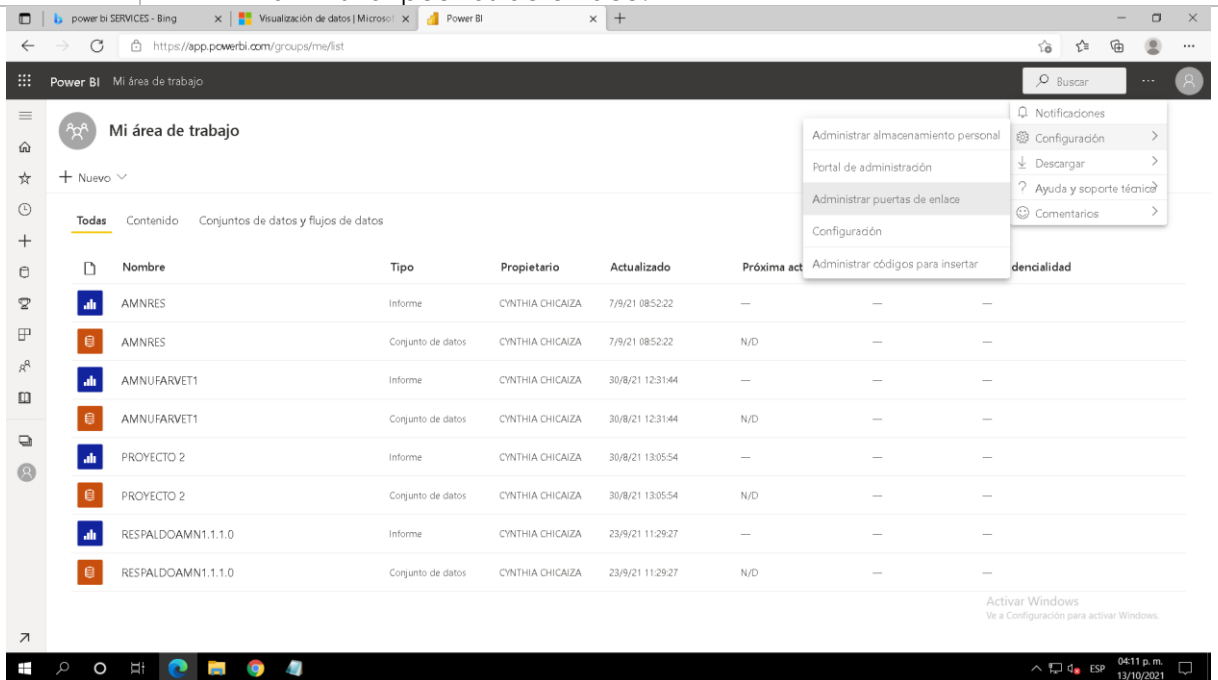 power bi SERVICES - Bing
Visualización de datos | Microsof
Power BI
https://app.powerbi.com/groups/me/list
Power BI Mi área de trabajo
Buscar
Mi área de trabajo
Nuevo
Notificaciones
Configuración
Descargar
Ayuda y soporte técnico
Comentarios
Administrar almacenamiento personal
Portal de administración
Administrar puertas de enlace
Configuración
Administrar códigos para insertar
Todas Contenido Conjuntos de datos y flujos de datos
Nombre Tipo Propietario Actualizado Próxima act dencialidad
AMNRES Informe CYNTHIA CHICAIZA 7/9/21 08:52:22 — — —
AMNRES Conjunto de datos CYNTHIA CHICAIZA 7/9/21 08:52:22 N/D — —
AMNUFARVET1 Informe CYNTHIA CHICAIZA 30/8/21 12:31:44 — — —
AMNUFARVET1 Conjunto de datos CYNTHIA CHICAIZA 30/8/21 12:31:44 N/D — —
PROYECTO 2 Informe CYNTHIA CHICAIZA 30/8/21 13:05:54 — — —
PROYECTO 2 Conjunto de datos CYNTHIA CHICAIZA 30/8/21 13:05:54 N/D — —
RESPALDOAMN1.1.1.0 Informe CYNTHIA CHICAIZA 23/9/21 11:29:27 — — —
RESPALDOAMN1.1.1.0 Conjunto de datos CYNTHIA CHICAIZA 23/9/21 11:29:27 N/D — —
Activar Windows
Ve a Configuración para activar Windows.
ESP
04:11 p. m.
13/10/2021